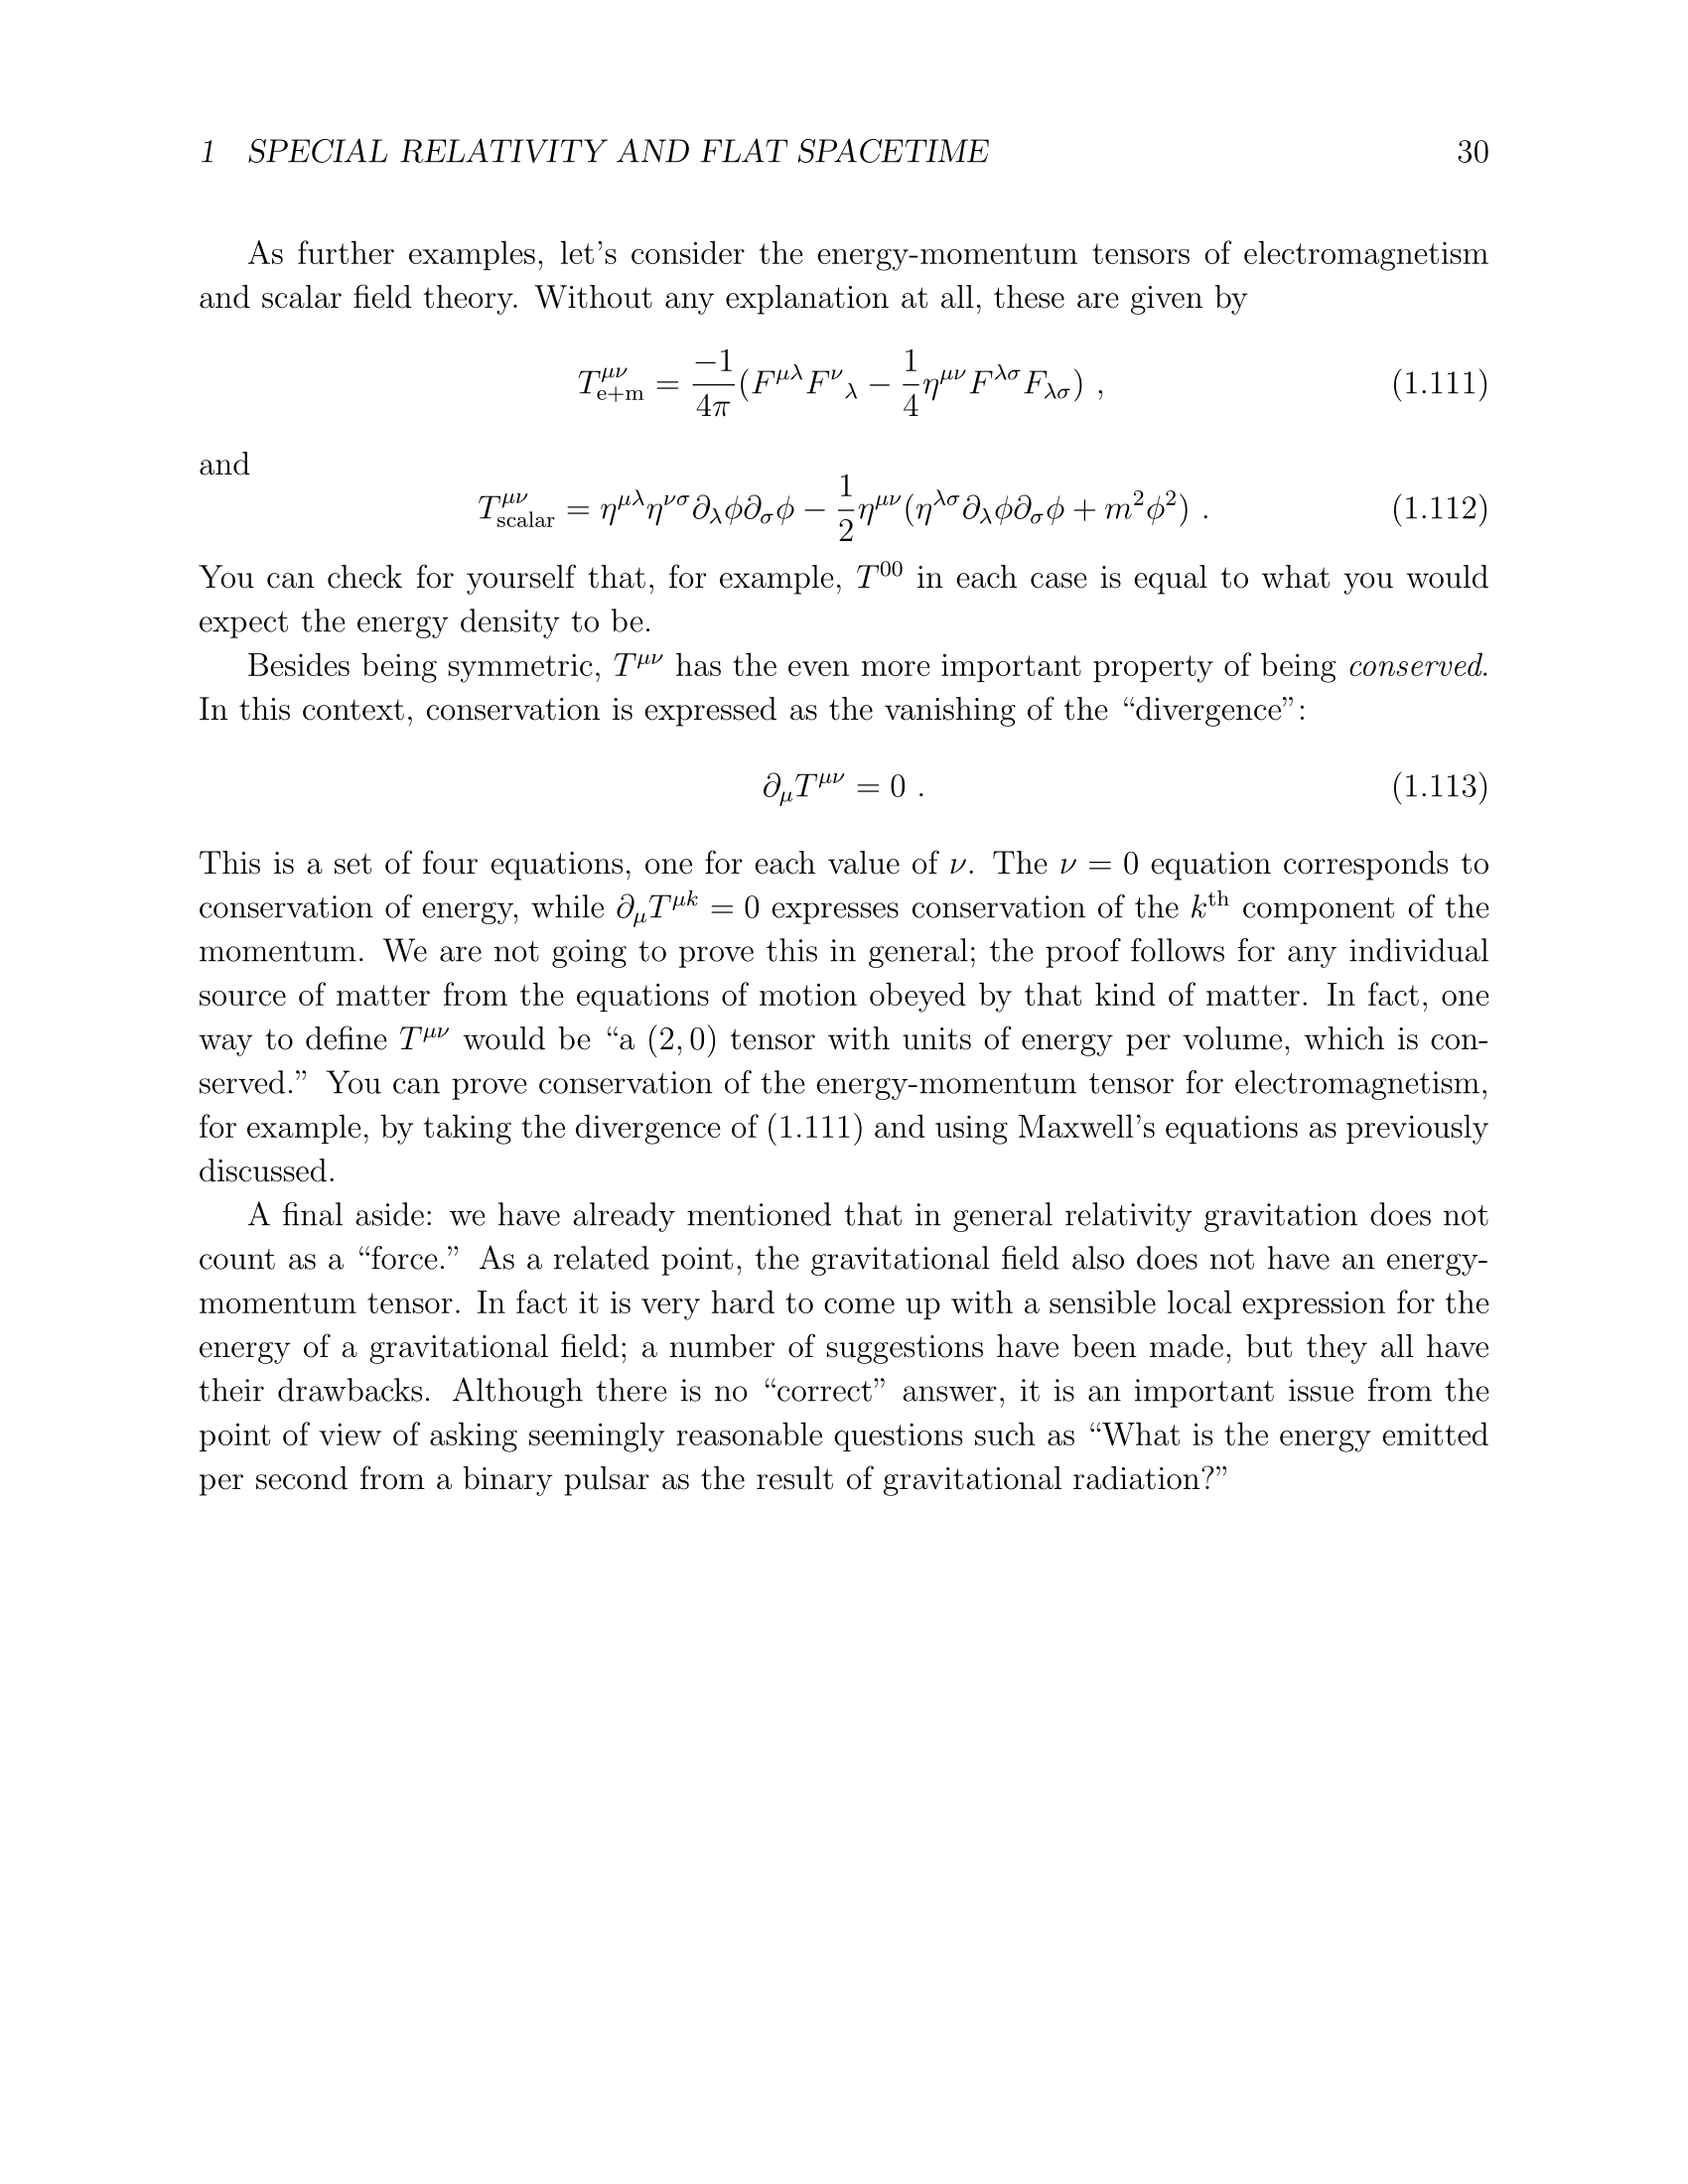 1 SPECIAL RELATIVITY AND FLAT SPACETIME 30
As further examples, let's consider the energy-momentum tensors of electromagnetism
and scalar field theory. Without any explanation at all, these are given by
$T^{\mu\nu}_{\rm e+m} = \frac{-1}{4\pi}(F^{\mu\lambda}F^{\nu}{}_{\lambda} - \frac{1}{4}\eta^{\mu\nu}F^{\lambda\sigma}F_{\lambda\sigma})\ ,$ (1.111)
and
$T^{\mu\nu}_{\rm scalar} = \eta^{\mu\lambda}\eta^{\nu\sigma}\partial_\lambda\phi\partial_\sigma\phi - \frac{1}{2}\eta^{\mu\nu}(\eta^{\lambda\sigma}\partial_\lambda\phi\partial_\sigma\phi + m^2\phi^2)\ .$ (1.112)
You can check for yourself that, for example, $T^{00}$ in each case is equal to what you would
expect the energy density to be.
Besides being symmetric, $T^{\mu\nu}$ has the even more important property of being conserved.
In this context, conservation is expressed as the vanishing of the “divergence”:
$\partial_\mu T^{\mu\nu} = 0\ .$ (1.113)
This is a set of four equations, one for each value of $\nu$. The $\nu = 0$ equation corresponds to
conservation of energy, while $\partial_\mu T^{\mu k} = 0$ expresses conservation of the $k^{\rm th}$ component of the
momentum. We are not going to prove this in general; the proof follows for any individual
source of matter from the equations of motion obeyed by that kind of matter. In fact, one
way to define $T^{\mu\nu}$ would be “a (2, 0) tensor with units of energy per volume, which is con-
served.” You can prove conservation of the energy-momentum tensor for electromagnetism,
for example, by taking the divergence of (1.111) and using Maxwell's equations as previously
discussed.
A final aside: we have already mentioned that in general relativity gravitation does not
count as a “force.” As a related point, the gravitational field also does not have an energy-
momentum tensor. In fact it is very hard to come up with a sensible local expression for the
energy of a gravitational field; a number of suggestions have been made, but they all have
their drawbacks. Although there is no “correct” answer, it is an important issue from the
point of view of asking seemingly reasonable questions such as “What is the energy emitted
per second from a binary pulsar as the result of gravitational radiation?”